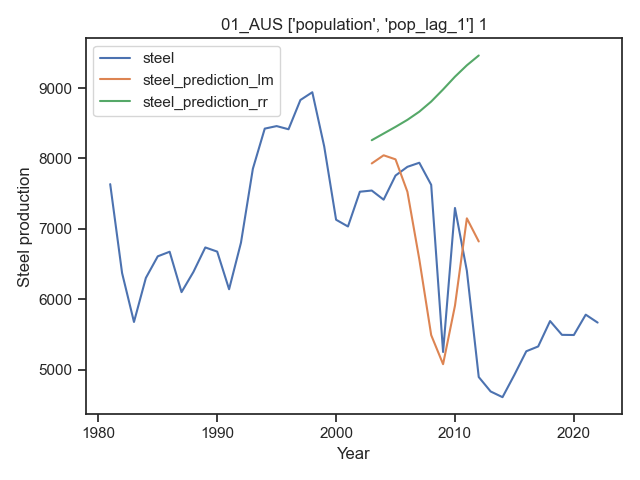 01_AUS ['population', 'pop_lag_1'] 1
steel
steel_prediction_lm
steel_prediction_rr
9000
8000
7000
6000
5000
Steel production
1980
1990
2000
2010
2020
Year